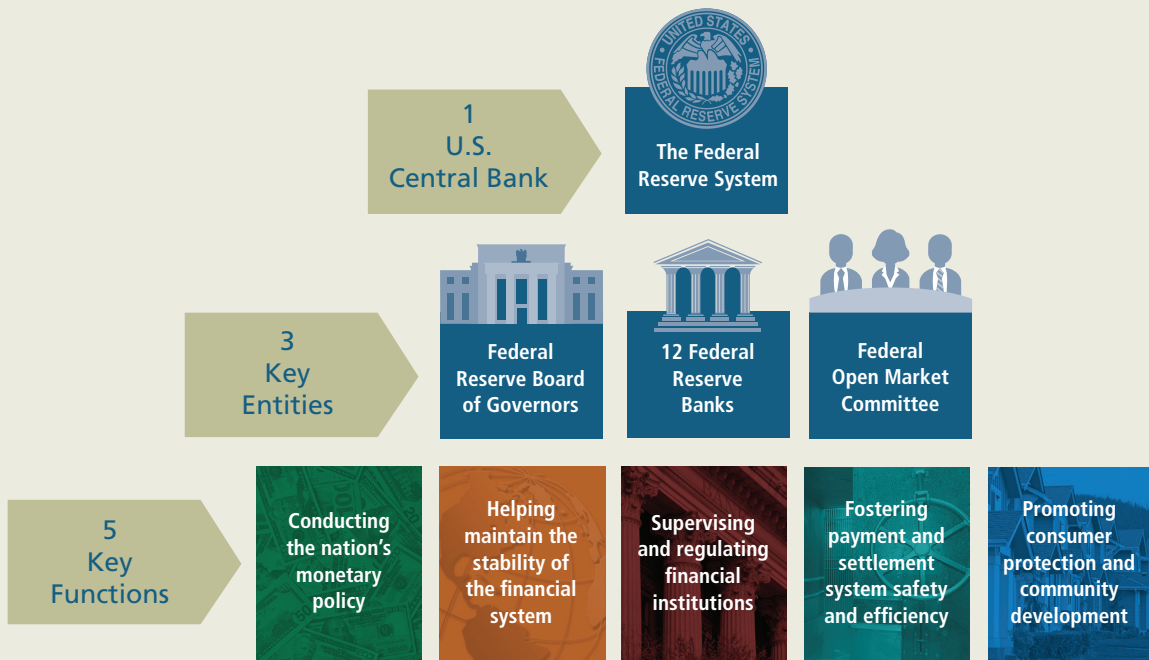 UNITED STATES
FEDERAL RESERVE SYSTEM
1
U.S.
Central Bank
The Federal
Reserve System
3
Key
Entities
Federal
Reserve Board
of Governors
12 Federal
Reserve
Banks
Federal
Open Market
Committee
5
Key
Functions
Conducting
the nation’s
monetary
policy
Helping
maintain the
stability of
the financial
system
Supervising
and regulating
financial
institutions
Fostering
payment and
settlement
system safety
and efficiency
Promoting
consumer
protection and
community
development